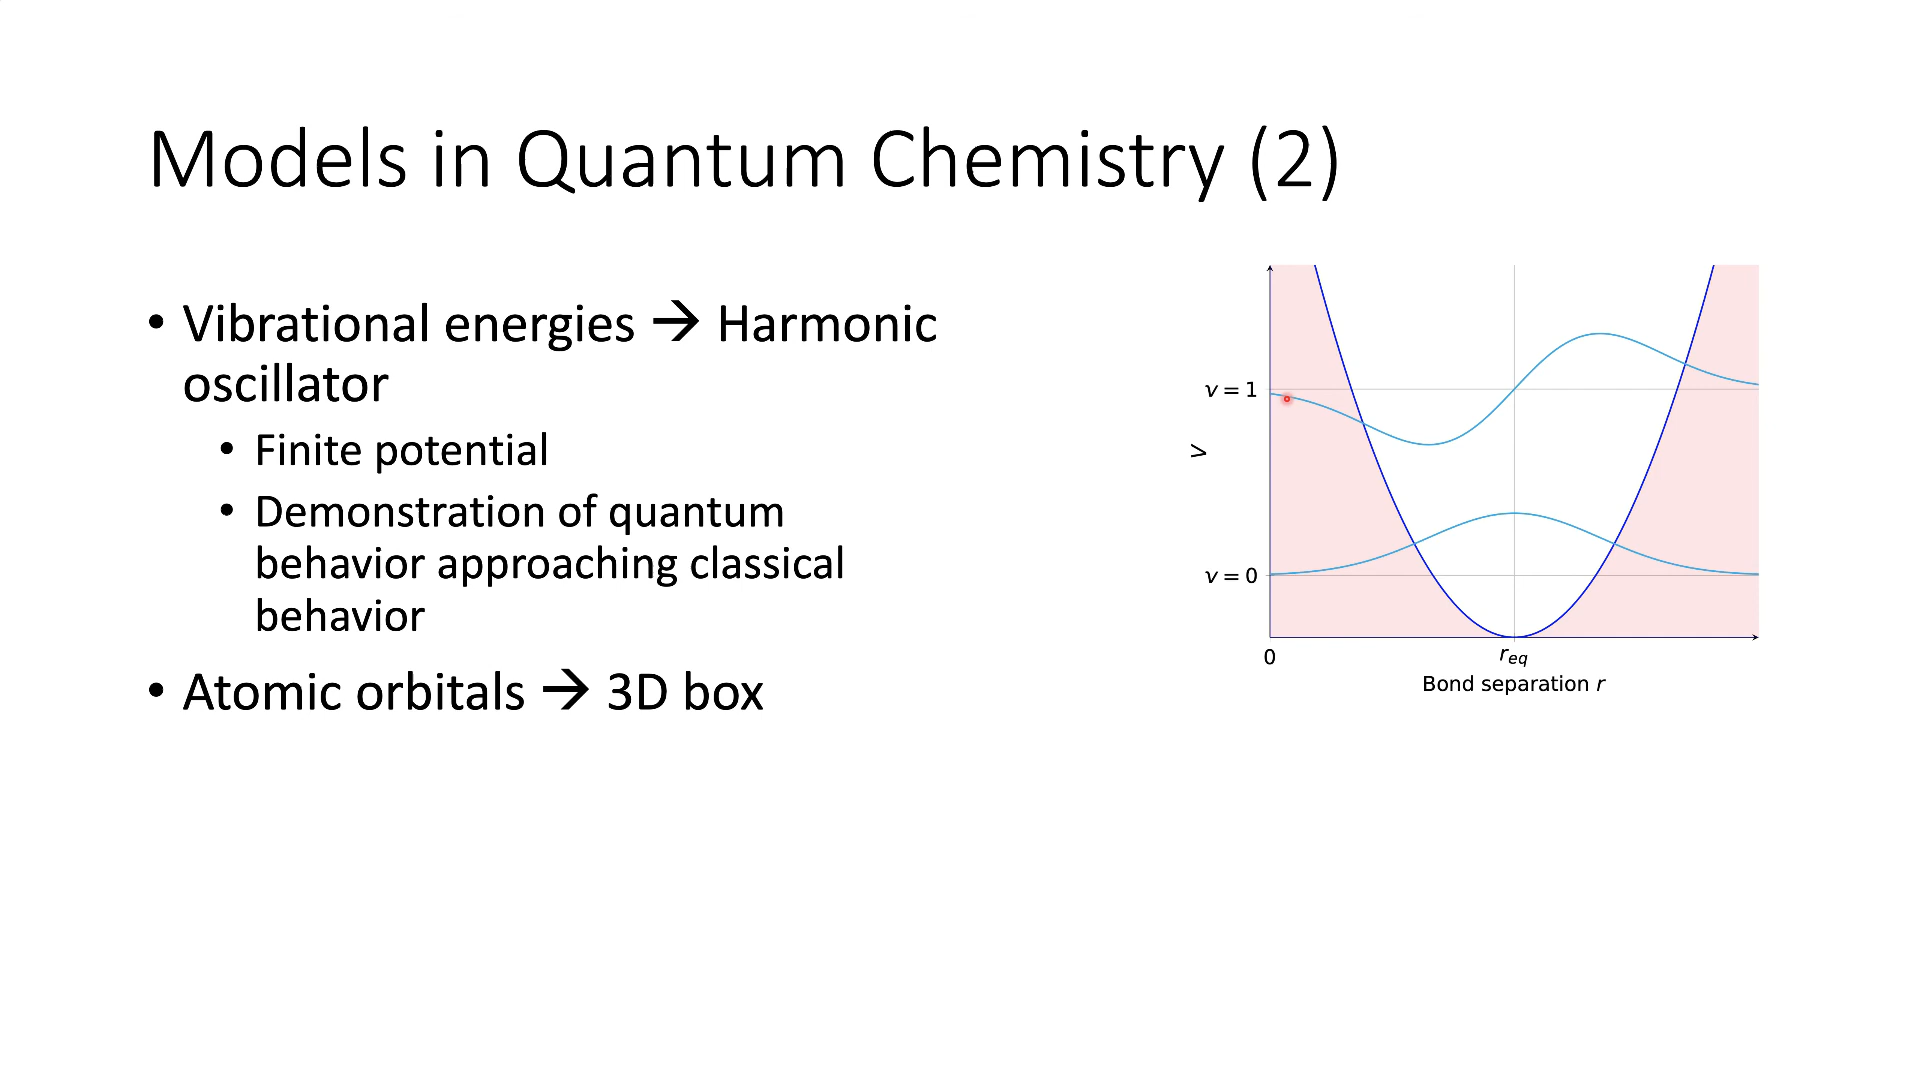 Models in Quantum Chemistry (2)
• Vibrational energies → Harmonic
oscillator
• Finite potential
• Demonstration of quantum
behavior approaching classical
behavior
• Atomic orbitals → 3D box
v = 1
V
v = 0
0
r_eq
Bond separation r